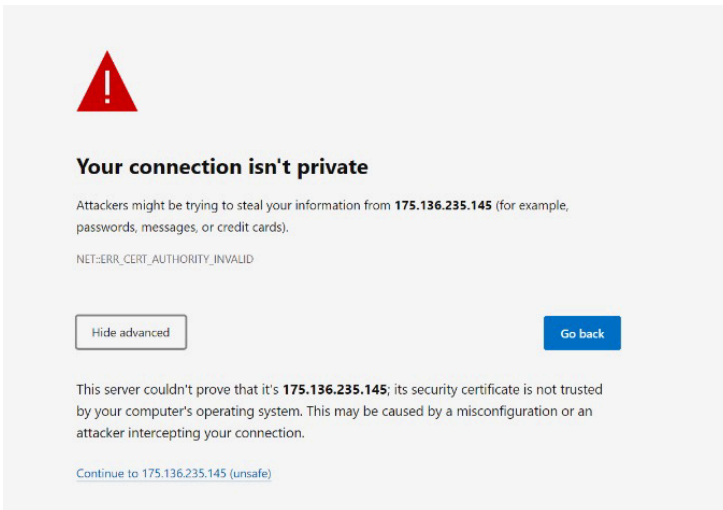 !
Your connection isn't private
Attackers might be trying to steal your information from 175.136.235.145 (for example,
passwords, messages, or credit cards).
NET::ERR_CERT_AUTHORITY_INVALID
Hide advanced
Go back
This server couldn't prove that it's 175.136.235.145; its security certificate is not trusted
by your computer's operating system. This may be caused by a misconfiguration or an
attacker intercepting your connection.
Continue to 175.136.235.145 (unsafe)